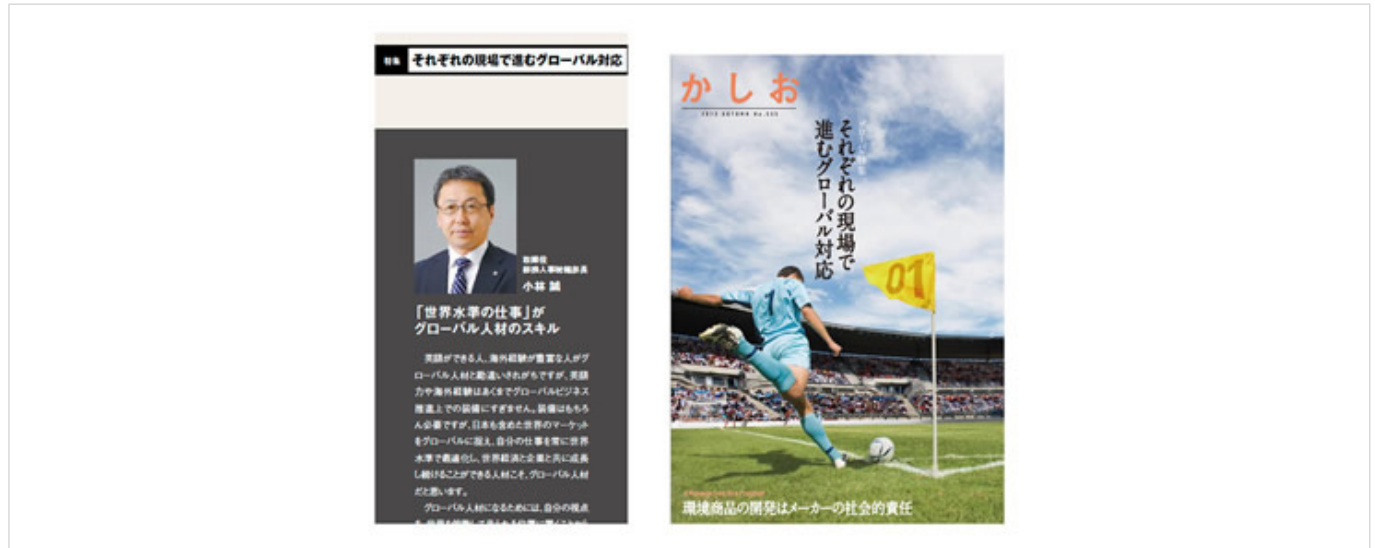 特集 それぞれの現場で進むグローバル対応
取締役
総務人事統轄部長
小林 誠
「世界水準の仕事」が
グローバル人材のスキル
英語ができる人、海外経験が豊富な人がグ
ローバル人材と勘違いされがちですが、英語
力や海外経験はあくまでグローバルビジネス
推進上での装備にすぎません。装備はもちろ
ん必要ですが、日本も含めた世界のマーケット
をグローバルに捉え、自分の仕事を常に世界
水準で最適化し、世界経済と企業と共に成長
し続けることができる人材こそ、グローバル人材
だと思います。
グローバル人材になるためには、自分の視点
かしお
それぞれの現場で
進むグローバル対応
01
1
環境商品の開発はメーカーの社会的責任